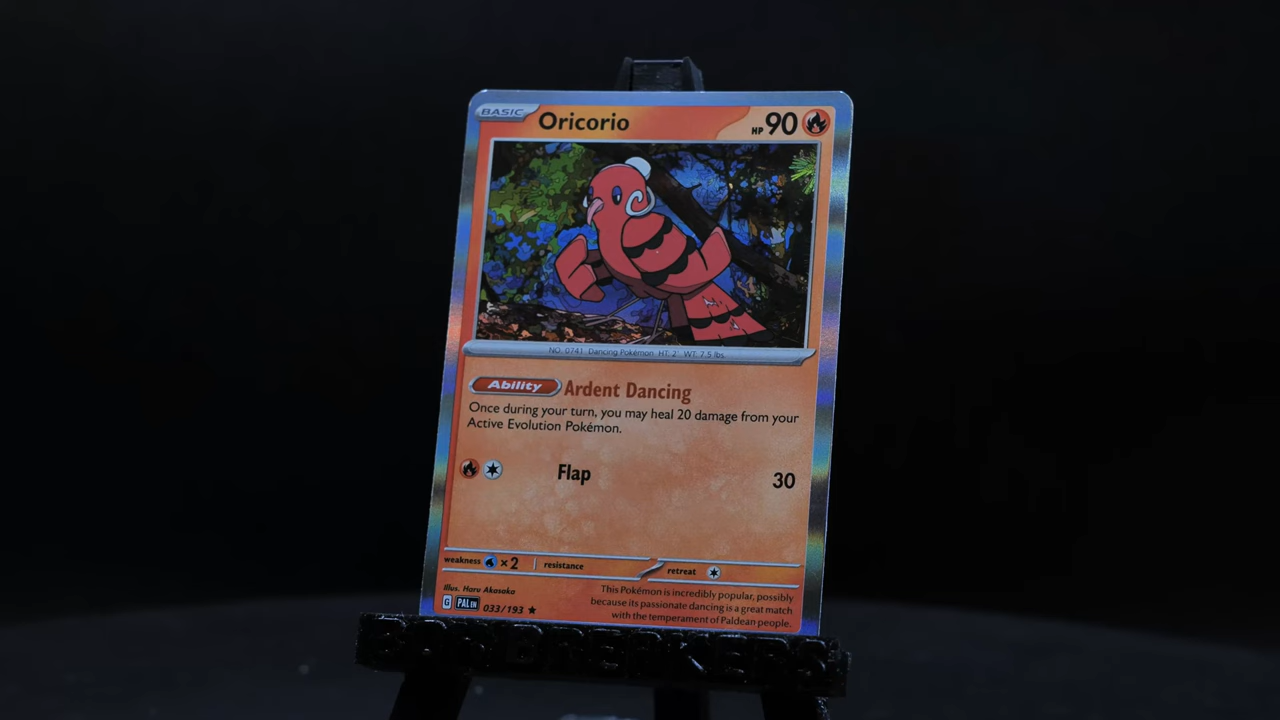 BASIC
Oricorio
HP 90
NO. 0741 Dancing Pokémon HT: 2' WT: 7.5 lbs.
Ability Ardent Dancing
Once during your turn, you may heal 20 damage from your
Active Evolution Pokémon.
Flap 30
weakness ×2 resistance retreat
Illus. Haru Akasaka
G PAL EN 033/193 ★
This Pokémon is incredibly popular, possibly
because its passionate dancing is a great match
with the temperament of Paldean people.